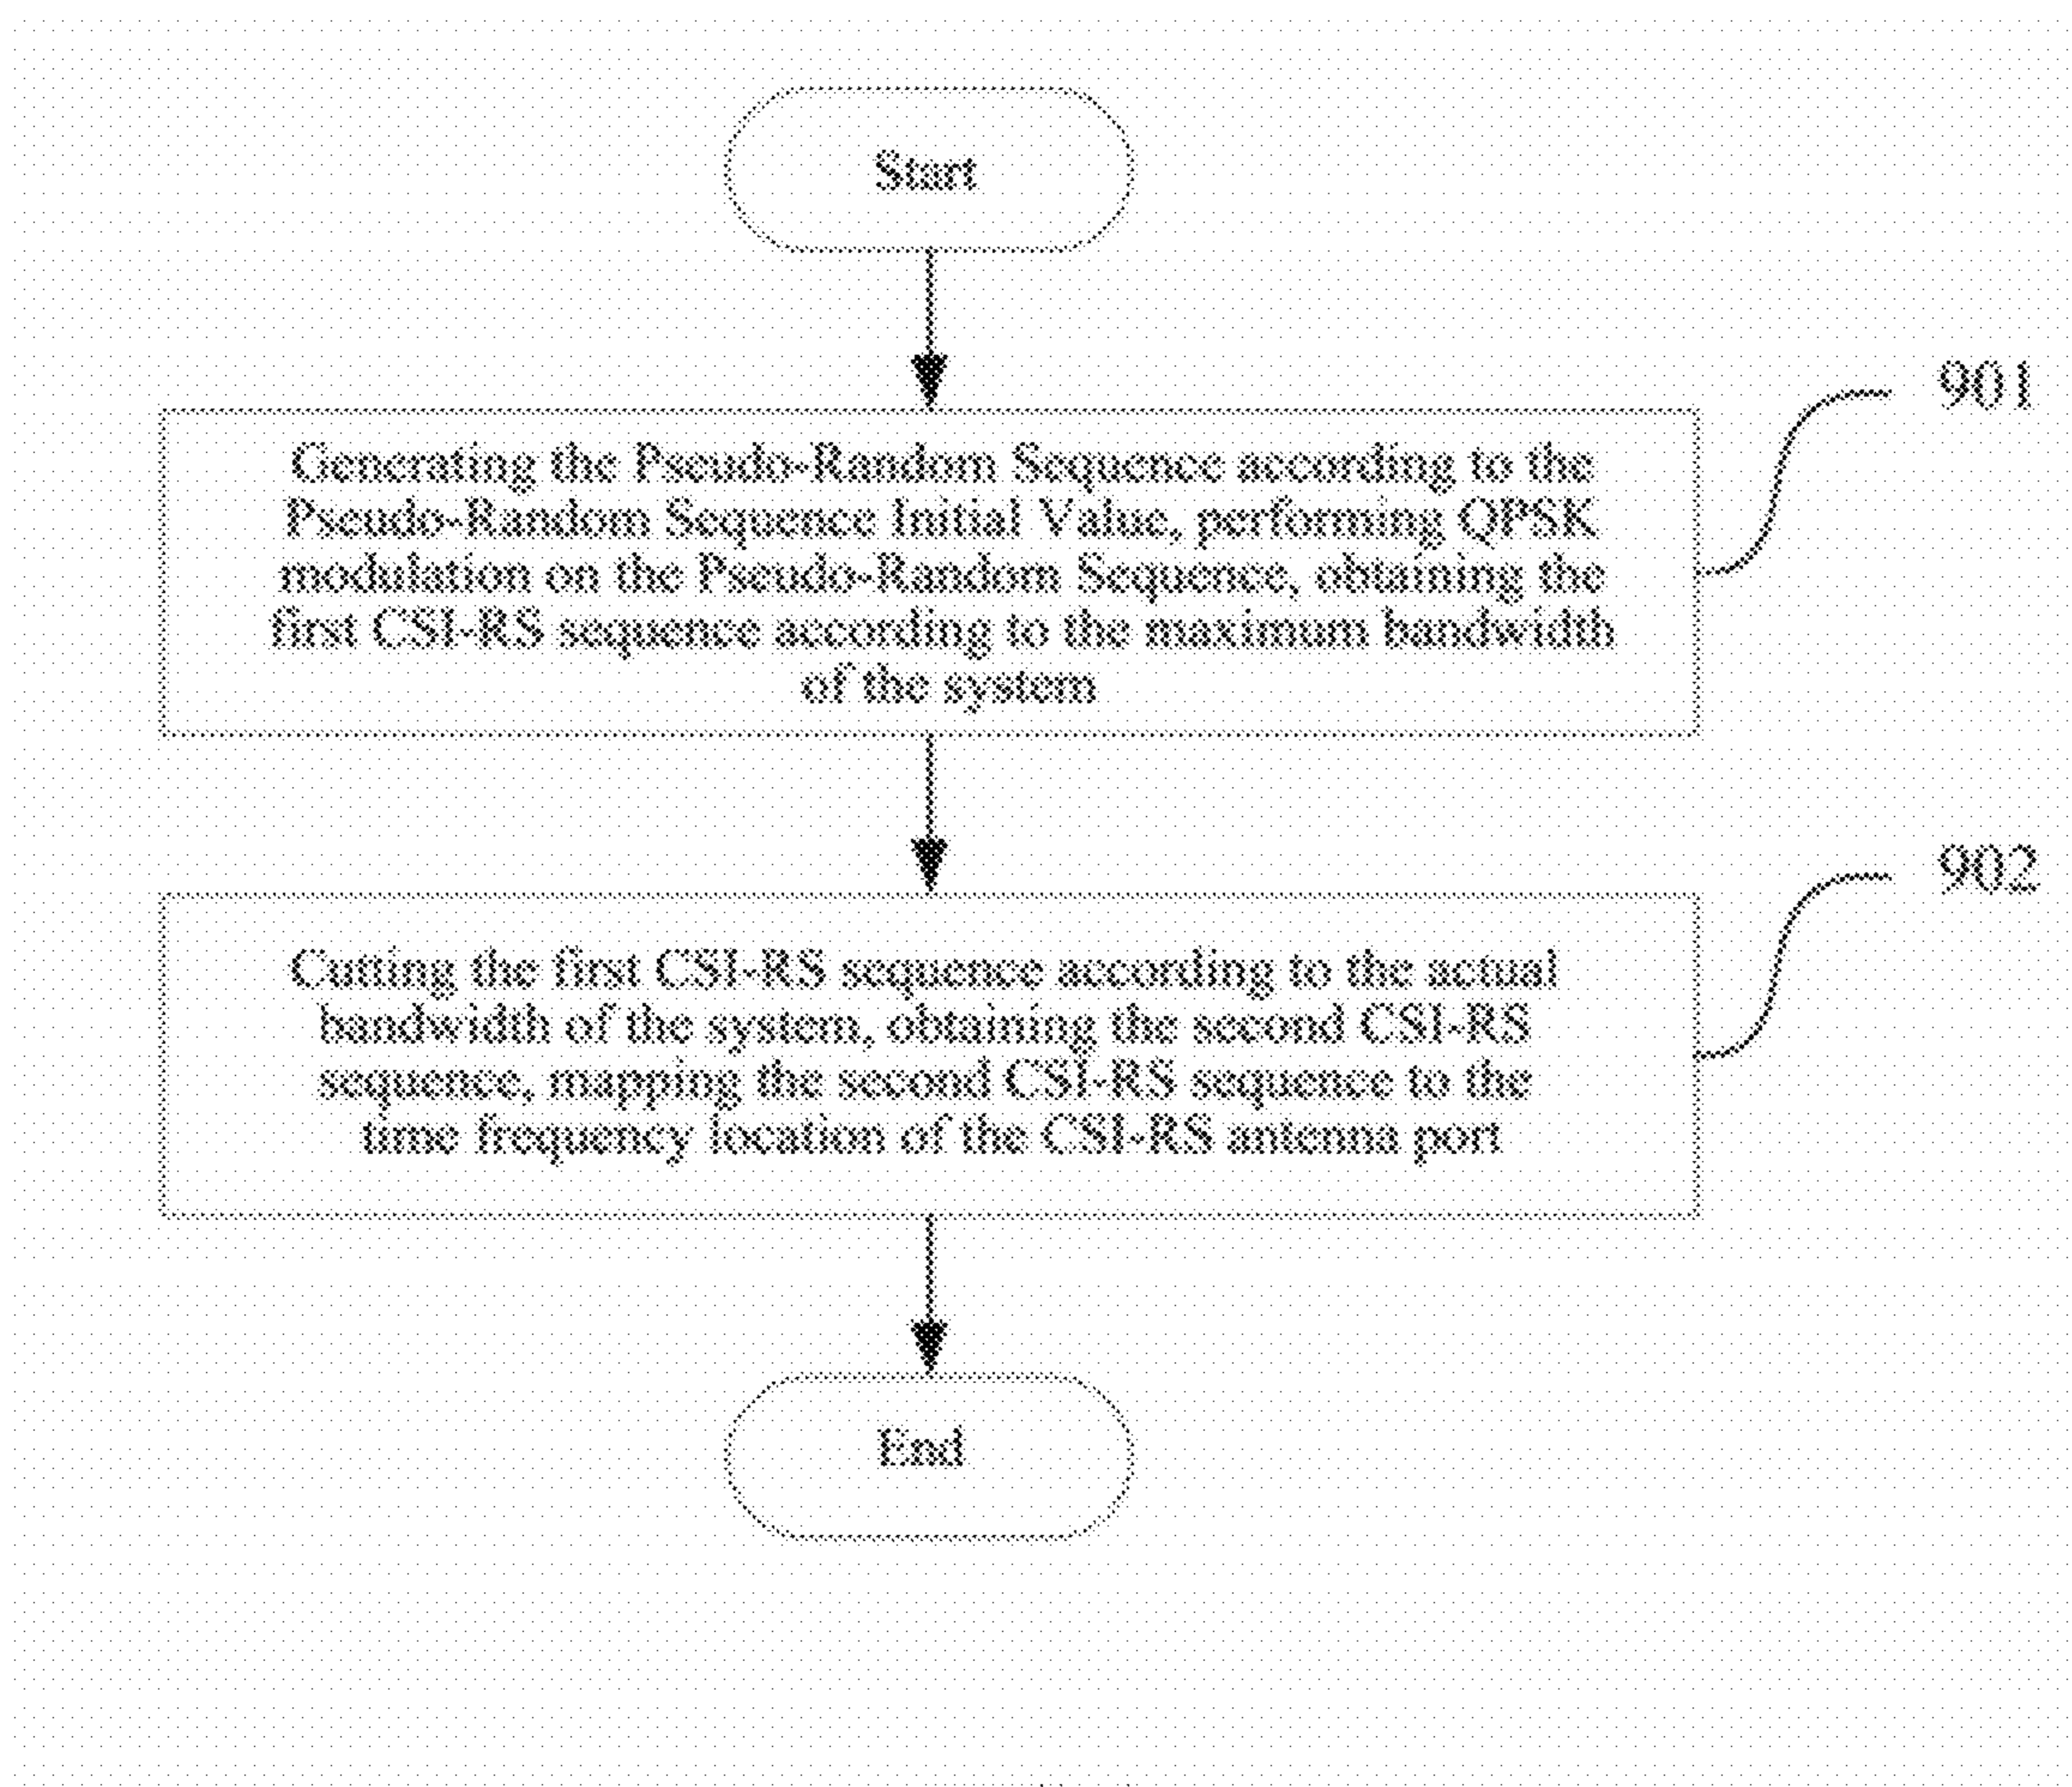 Start
901
Generating the Pseudo-Random Sequence according to the
Pseudo-Random Sequence Initial Value, performing QPSK
modulation on the Pseudo-Random Sequence, obtaining the
first CSI-RS sequence according to the maximum bandwidth
of the system
902
Cutting the first CSI-RS sequence according to the actual
bandwidth of the system, obtaining the second CSI-RS
sequence, mapping the second CSI-RS sequence to the
time frequency location of the CSI-RS antenna port
End